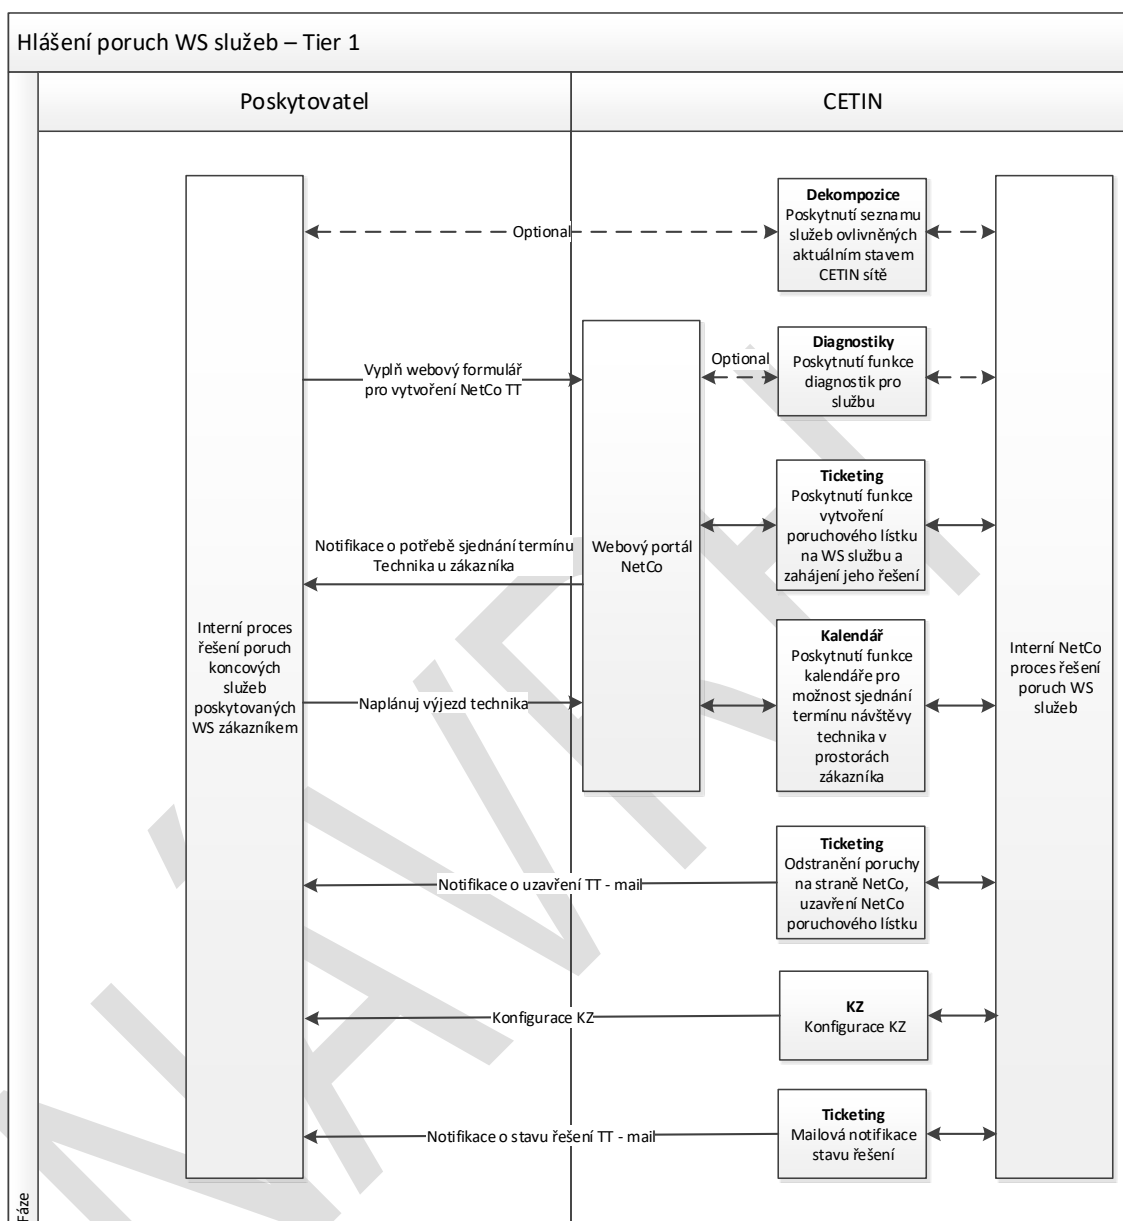 Hlášení poruch WS služeb – Tier 1
Poskytovatel
CETIN
Dekompozice
Poskytnutí seznamu
služeb ovlivněných
aktuálním stavem
CETIN sítě
Optional
Diagnostiky
Poskytnutí funkce
diagnostik pro
službu
Optional
Vyplň webový formulář
pro vytvoření NetCo TT
Ticketing
Poskytnutí funkce
vytvoření
poruchového lístku
na WS službu a
zahájení jeho řešení
Notifikace o potřebě sjednání termínu
Technika u zákazníka
Webový portál
NetCo
Interní proces
řešení poruch
koncových
služeb
poskytovaných
WS zákazníkem
Kalendář
Poskytnutí funkce
kalendáře pro
možnost sjednání
termínu návštěvy
technika v
prostorách
zákazníka
Interní NetCo
proces řešení
poruch WS
služeb
Naplánuj výjezd technika
Ticketing
Odstranění poruchy
na straně NetCo,
uzavření NetCo
poruchového lístku
Notifikace o uzavření TT - mail
KZ
Konfigurace KZ
Konfigurace KZ
Ticketing
Mailová notifikace
stavu řešení
Notifikace o stavu řešení TT - mail
Fáze
NÁVRH